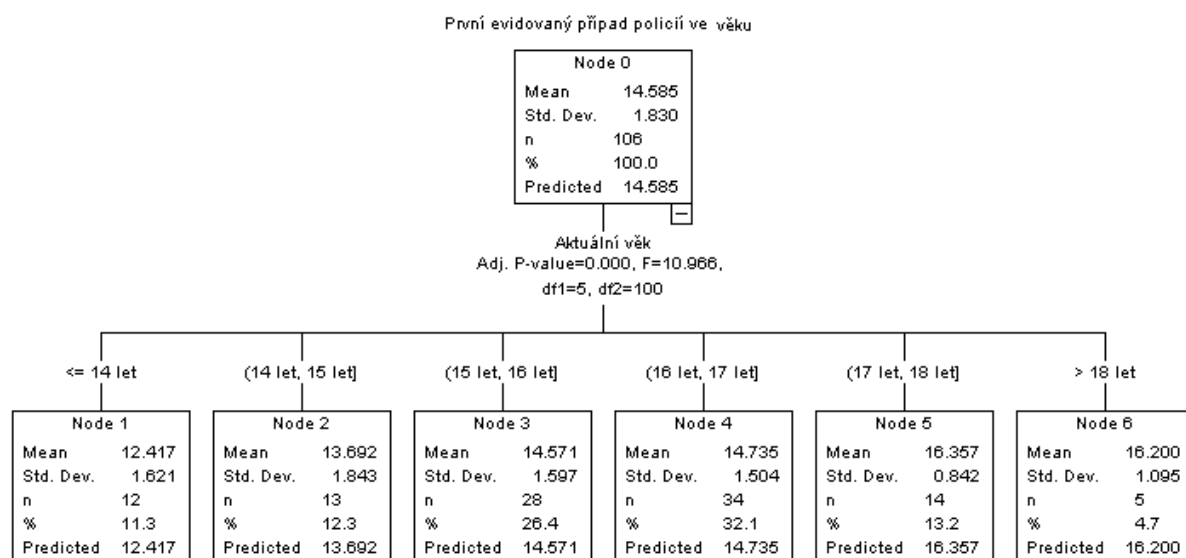 První evidovaný případ policií ve věku
Node 0
Mean 14.585
Std. Dev. 1.830
n 106
% 100.0
Predicted 14.585
Aktuální věk
Adj. P-value=0.000, F=10.966,
df1=5, df2=100
<= 14 let
(14 let, 15 let]
(15 let, 16 let]
(16 let, 17 let]
(17 let, 18 let]
> 18 let
Node 1
Mean 12.417
Std. Dev. 1.621
n 12
% 11.3
Predicted 12.417
Node 2
Mean 13.692
Std. Dev. 1.843
n 13
% 12.3
Predicted 13.692
Node 3
Mean 14.571
Std. Dev. 1.597
n 28
% 26.4
Predicted 14.571
Node 4
Mean 14.735
Std. Dev. 1.504
n 34
% 32.1
Predicted 14.735
Node 5
Mean 16.357
Std. Dev. 0.842
n 14
% 13.2
Predicted 16.357
Node 6
Mean 16.200
Std. Dev. 1.095
n 5
% 4.7
Predicted 16.200